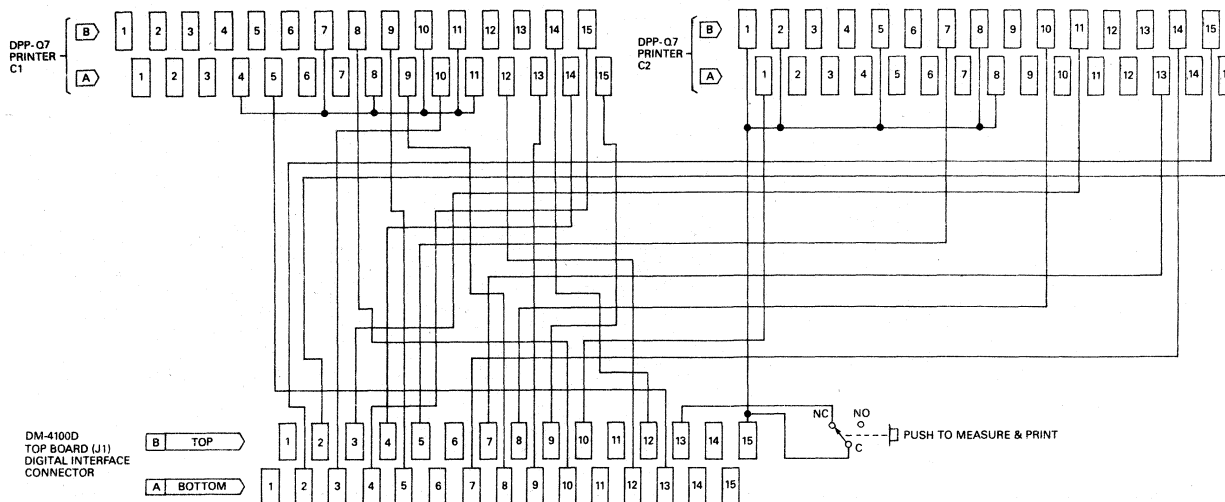 DPP-Q7
PRINTER
C1
B 1 2 3 4 5 6 7 8 9 10 11 12 13 14 15
A 1 2 3 4 5 6 7 8 9 10 11 12 13 14 15
DPP-Q7
PRINTER
C2
B 1 2 3 4 5 6 7 8 9 10 11 12 13 14 15
A 1 2 3 4 5 6 7 8 9 10 11 12 13 14
DM-4100D
TOP BOARD (J1)
DIGITAL INTERFACE
CONNECTOR
B TOP 1 2 3 4 5 6 7 8 9 10 11 12 13 14 15
A BOTTOM 1 2 3 4 5 6 7 8 9 10 11 12 13 14 15
NC NO
C
PUSH TO MEASURE & PRINT